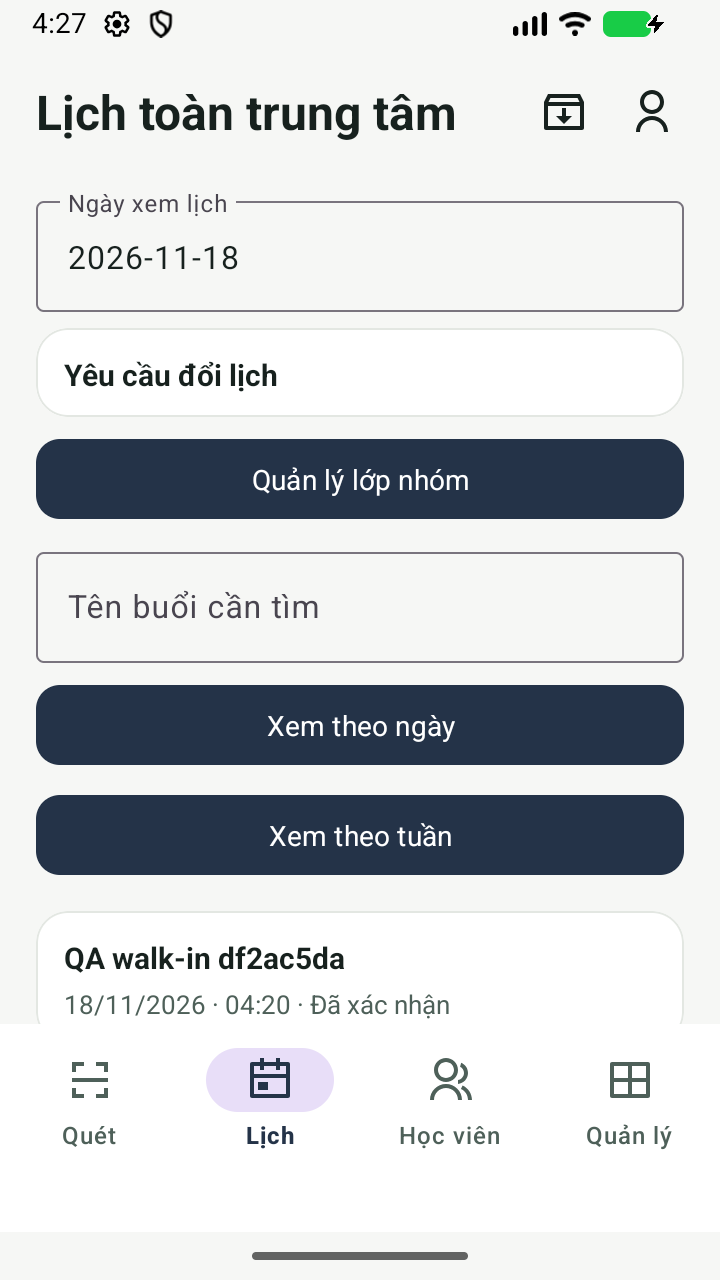 4:27
Lịch toàn trung tâm
Ngày xem lịch
2026-11-18
Yêu cầu đổi lịch
Quản lý lớp nhóm
Tên buổi cần tìm
Xem theo ngày
Xem theo tuần
QA walk-in df2ac5da
18/11/2026 · 04:20 · Đã xác nhận
Quét
Lịch
Học viên
Quản lý